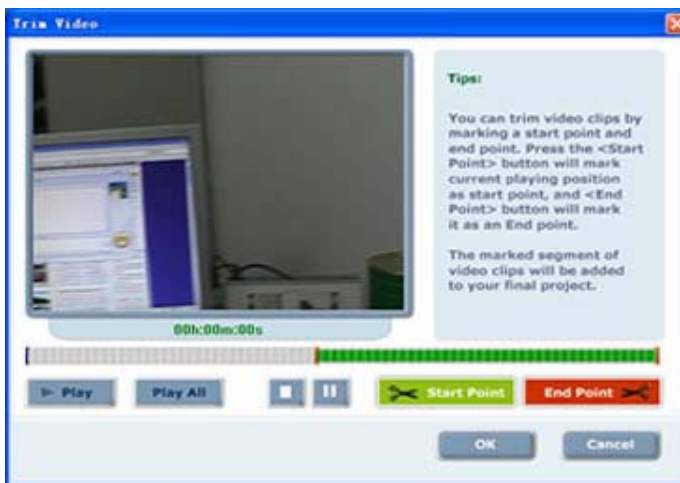 Trim Video
Tips:
You can trim video clips by
marking a start point and
end point. Press the <Start
Point> button will mark
current playing position
as start point, and <End
Point> button will mark
it as an End point.
The marked segment of
video clips will be added
to your final project.
00h:00m:00s
Play
Play All
Start Point
End Point
OK
Cancel